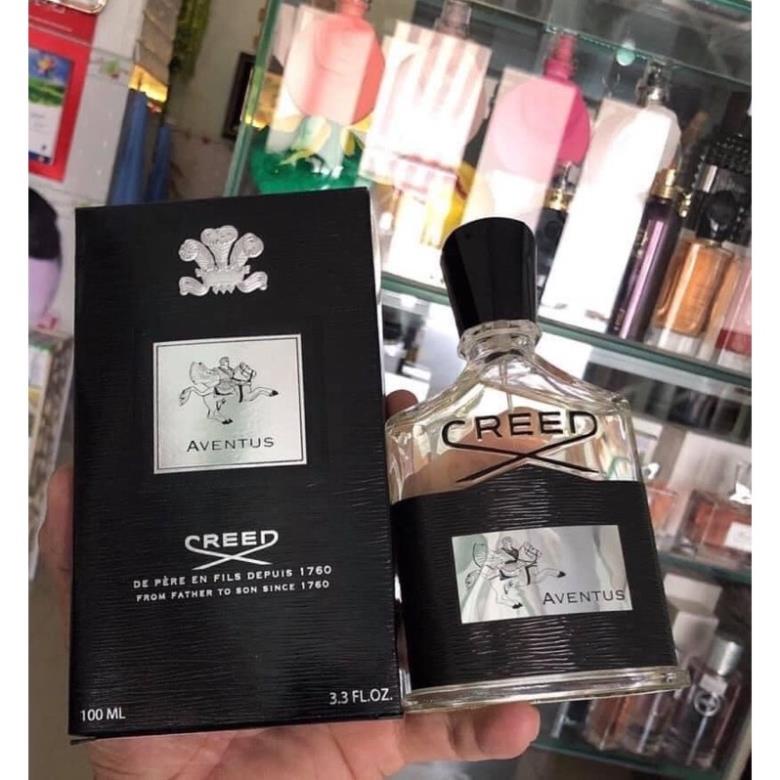 AVENTUS
CREED
DE PÈRE EN FILS DEPUIS 1760
FROM FATHER TO SON SINCE 1760
100 ML
3.3 FL.OZ.
CREED
AVENTUS